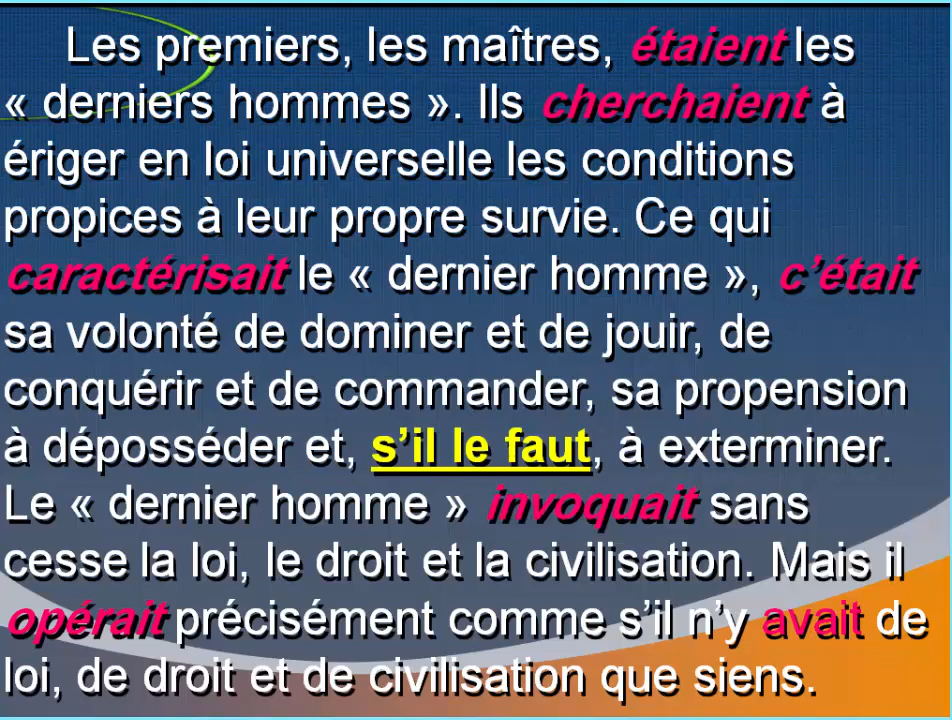 Les premiers, les maîtres, étaient les
« derniers hommes ». Ils cherchaient à
ériger en loi universelle les conditions
propices à leur propre survie. Ce qui
caractérisait le « dernier homme », c’était
sa volonté de dominer et de jouir, de
conquérir et de commander, sa propension
à déposséder et, s’il le faut, à exterminer.
Le « dernier homme » invoquait sans
cesse la loi, le droit et la civilisation. Mais il
opérait précisément comme s’il n’y avait de
loi, de droit et de civilisation que siens.